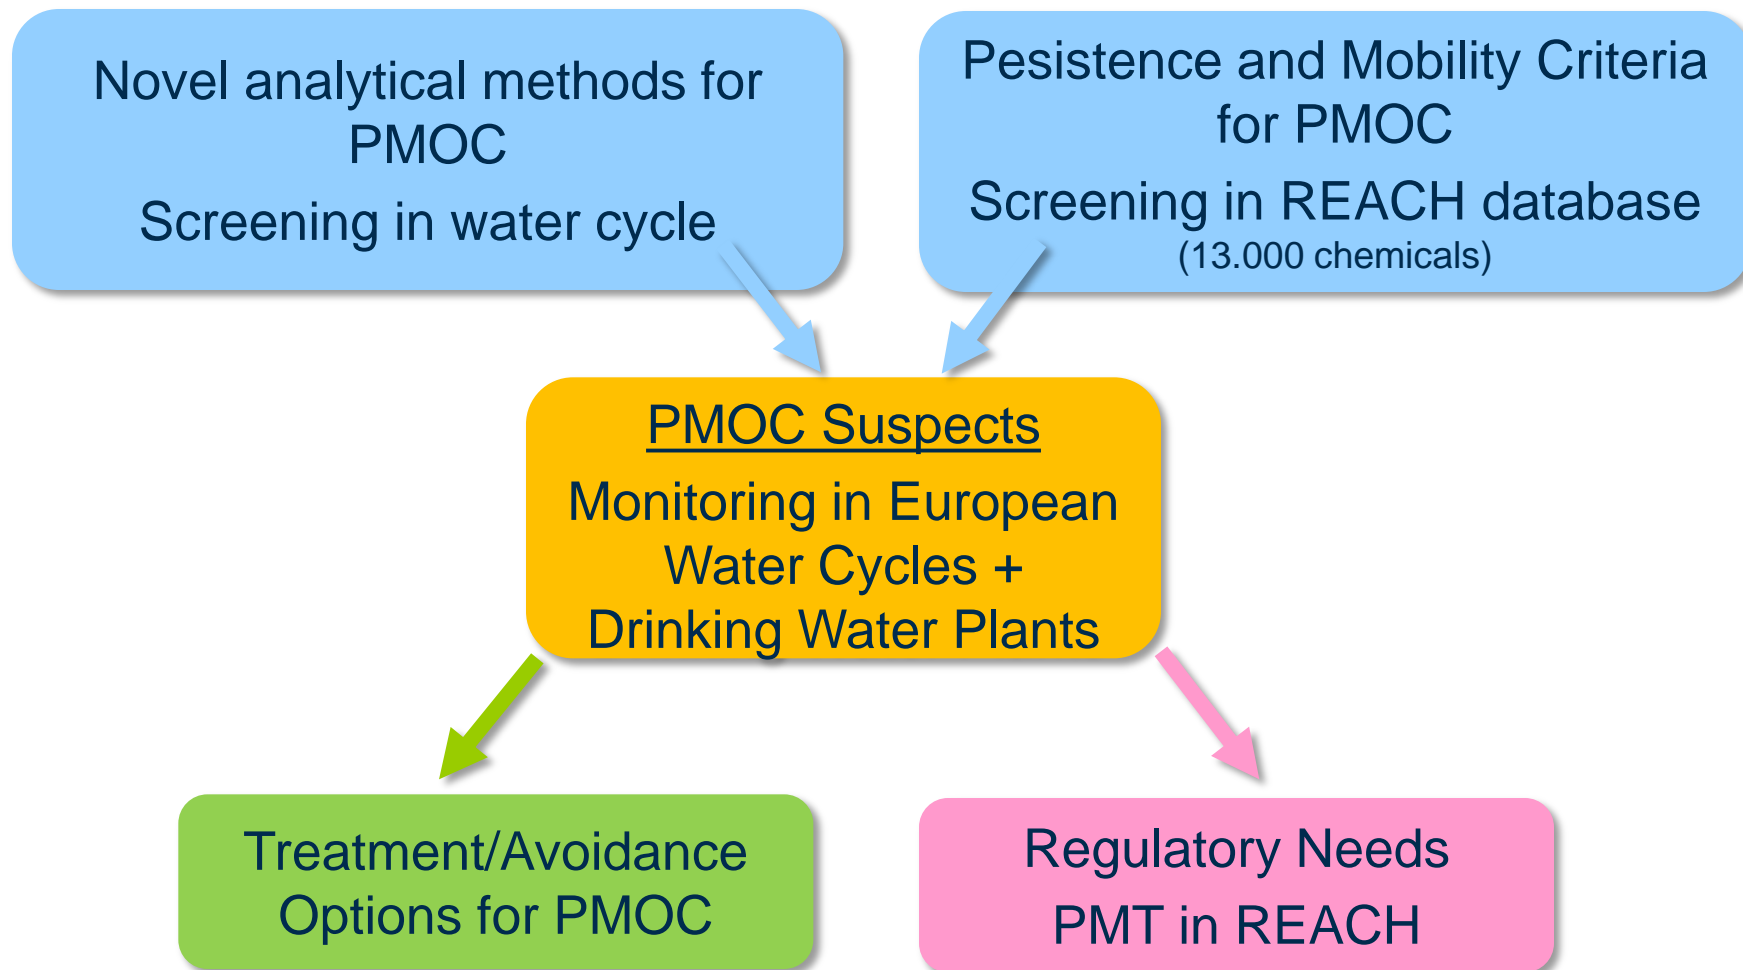 Novel analytical methods for
PMOC
Screening in water cycle
Pesistence and Mobility Criteria
for PMOC
Screening in REACH database
(13.000 chemicals)
PMOC Suspects
Monitoring in European
Water Cycles +
Drinking Water Plants
Treatment/Avoidance
Options for PMOC
Regulatory Needs
PMT in REACH